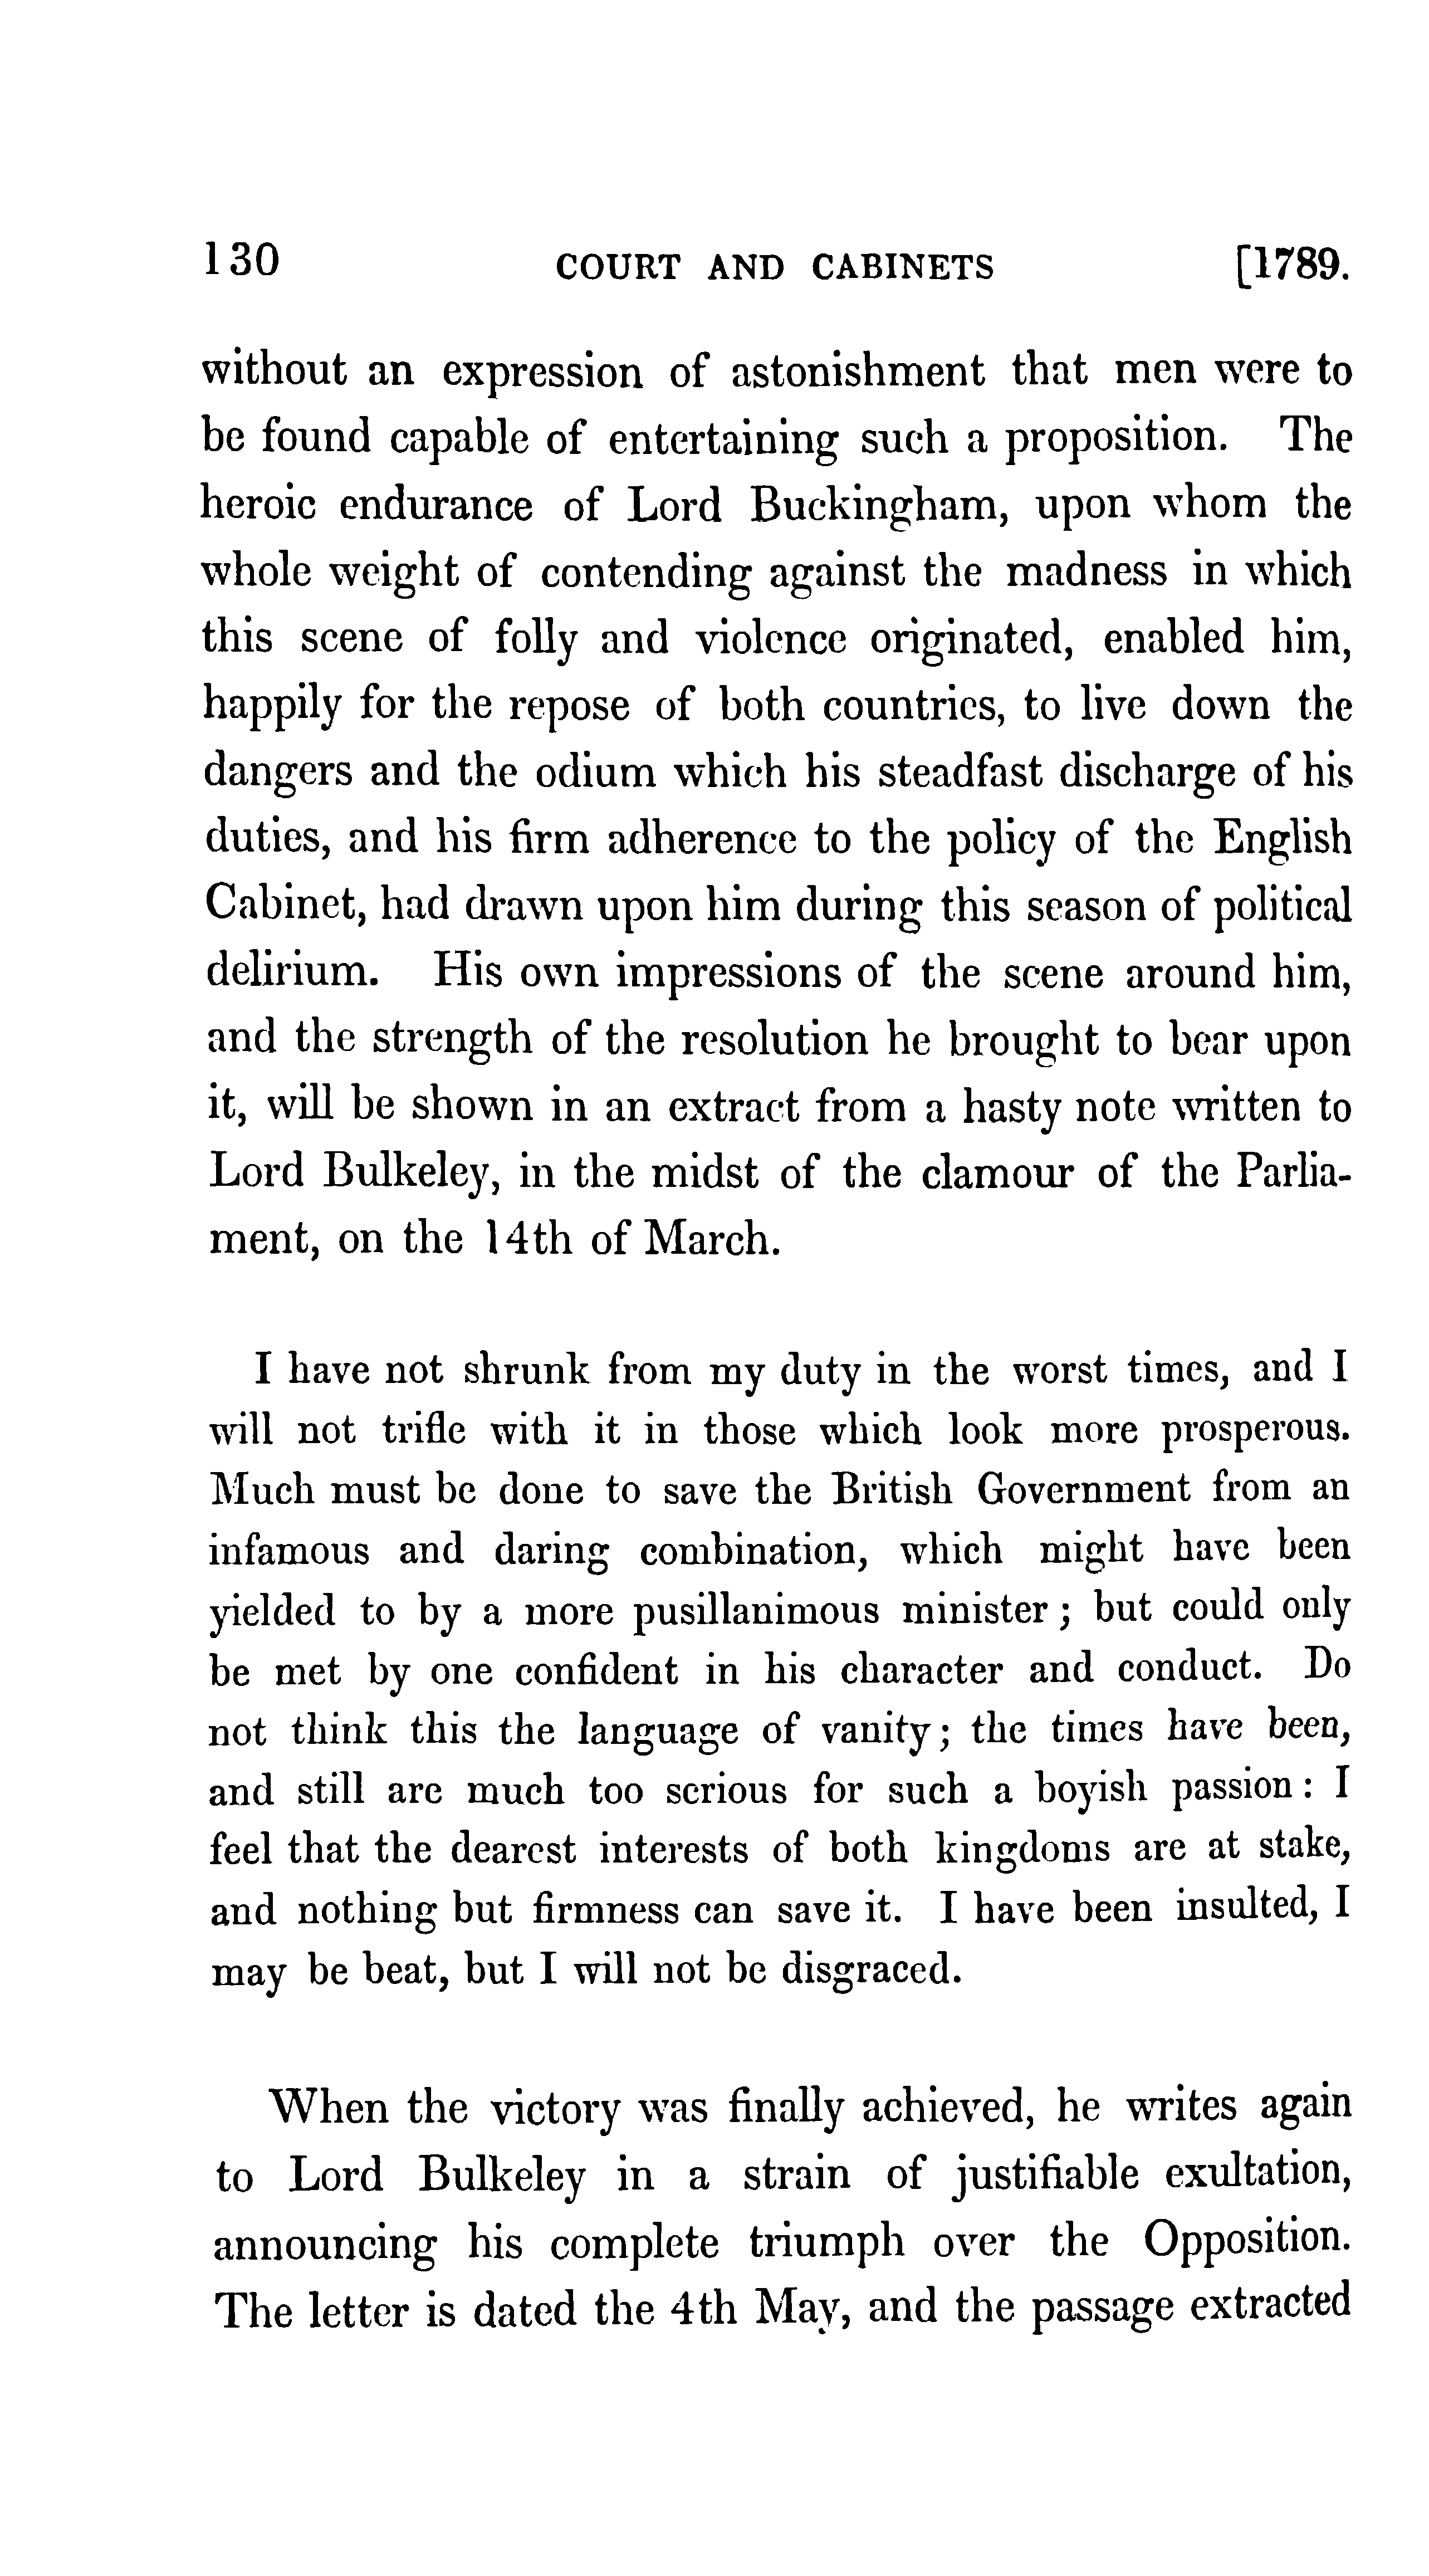 130 COURT AND CABINETS [1789.
without an expression of astonishment that men were to
be found capable of entertaining such a proposition. The
heroic endurance of Lord Buckingham, upon whom the
whole weight of contending against the madness in which
this scene of folly and violence originated, enabled him,
happily for the repose of both countries, to live down the
dangers and the odium which his steadfast discharge of his
duties, and his firm adherence to the policy of the English
Cabinet, had drawn upon him during this season of political
delirium. His own impressions of the scene around him,
and the strength of the resolution he brought to bear upon
it, will be shown in an extract from a hasty note written to
Lord Bulkeley, in the midst of the clamour of the Parlia-
ment, on the 14th of March.
I have not shrunk from my duty in the worst times, and I
will not trifle with it in those which look more prosperous.
Much must be done to save the British Government from an
infamous and daring combination, which might have been
yielded to by a more pusillanimous minister; but could only
be met by one confident in his character and conduct. Do
not think this the language of vanity; the times have been,
and still are much too serious for such a boyish passion: I
feel that the dearest interests of both kingdoms are at stake,
and nothing but firmness can save it. I have been insulted, I
may be beat, but I will not be disgraced.
When the victory was finally achieved, he writes again
to Lord Bulkeley in a strain of justifiable exultation,
announcing his complete triumph over the Opposition.
The letter is dated the 4th May, and the passage extracted